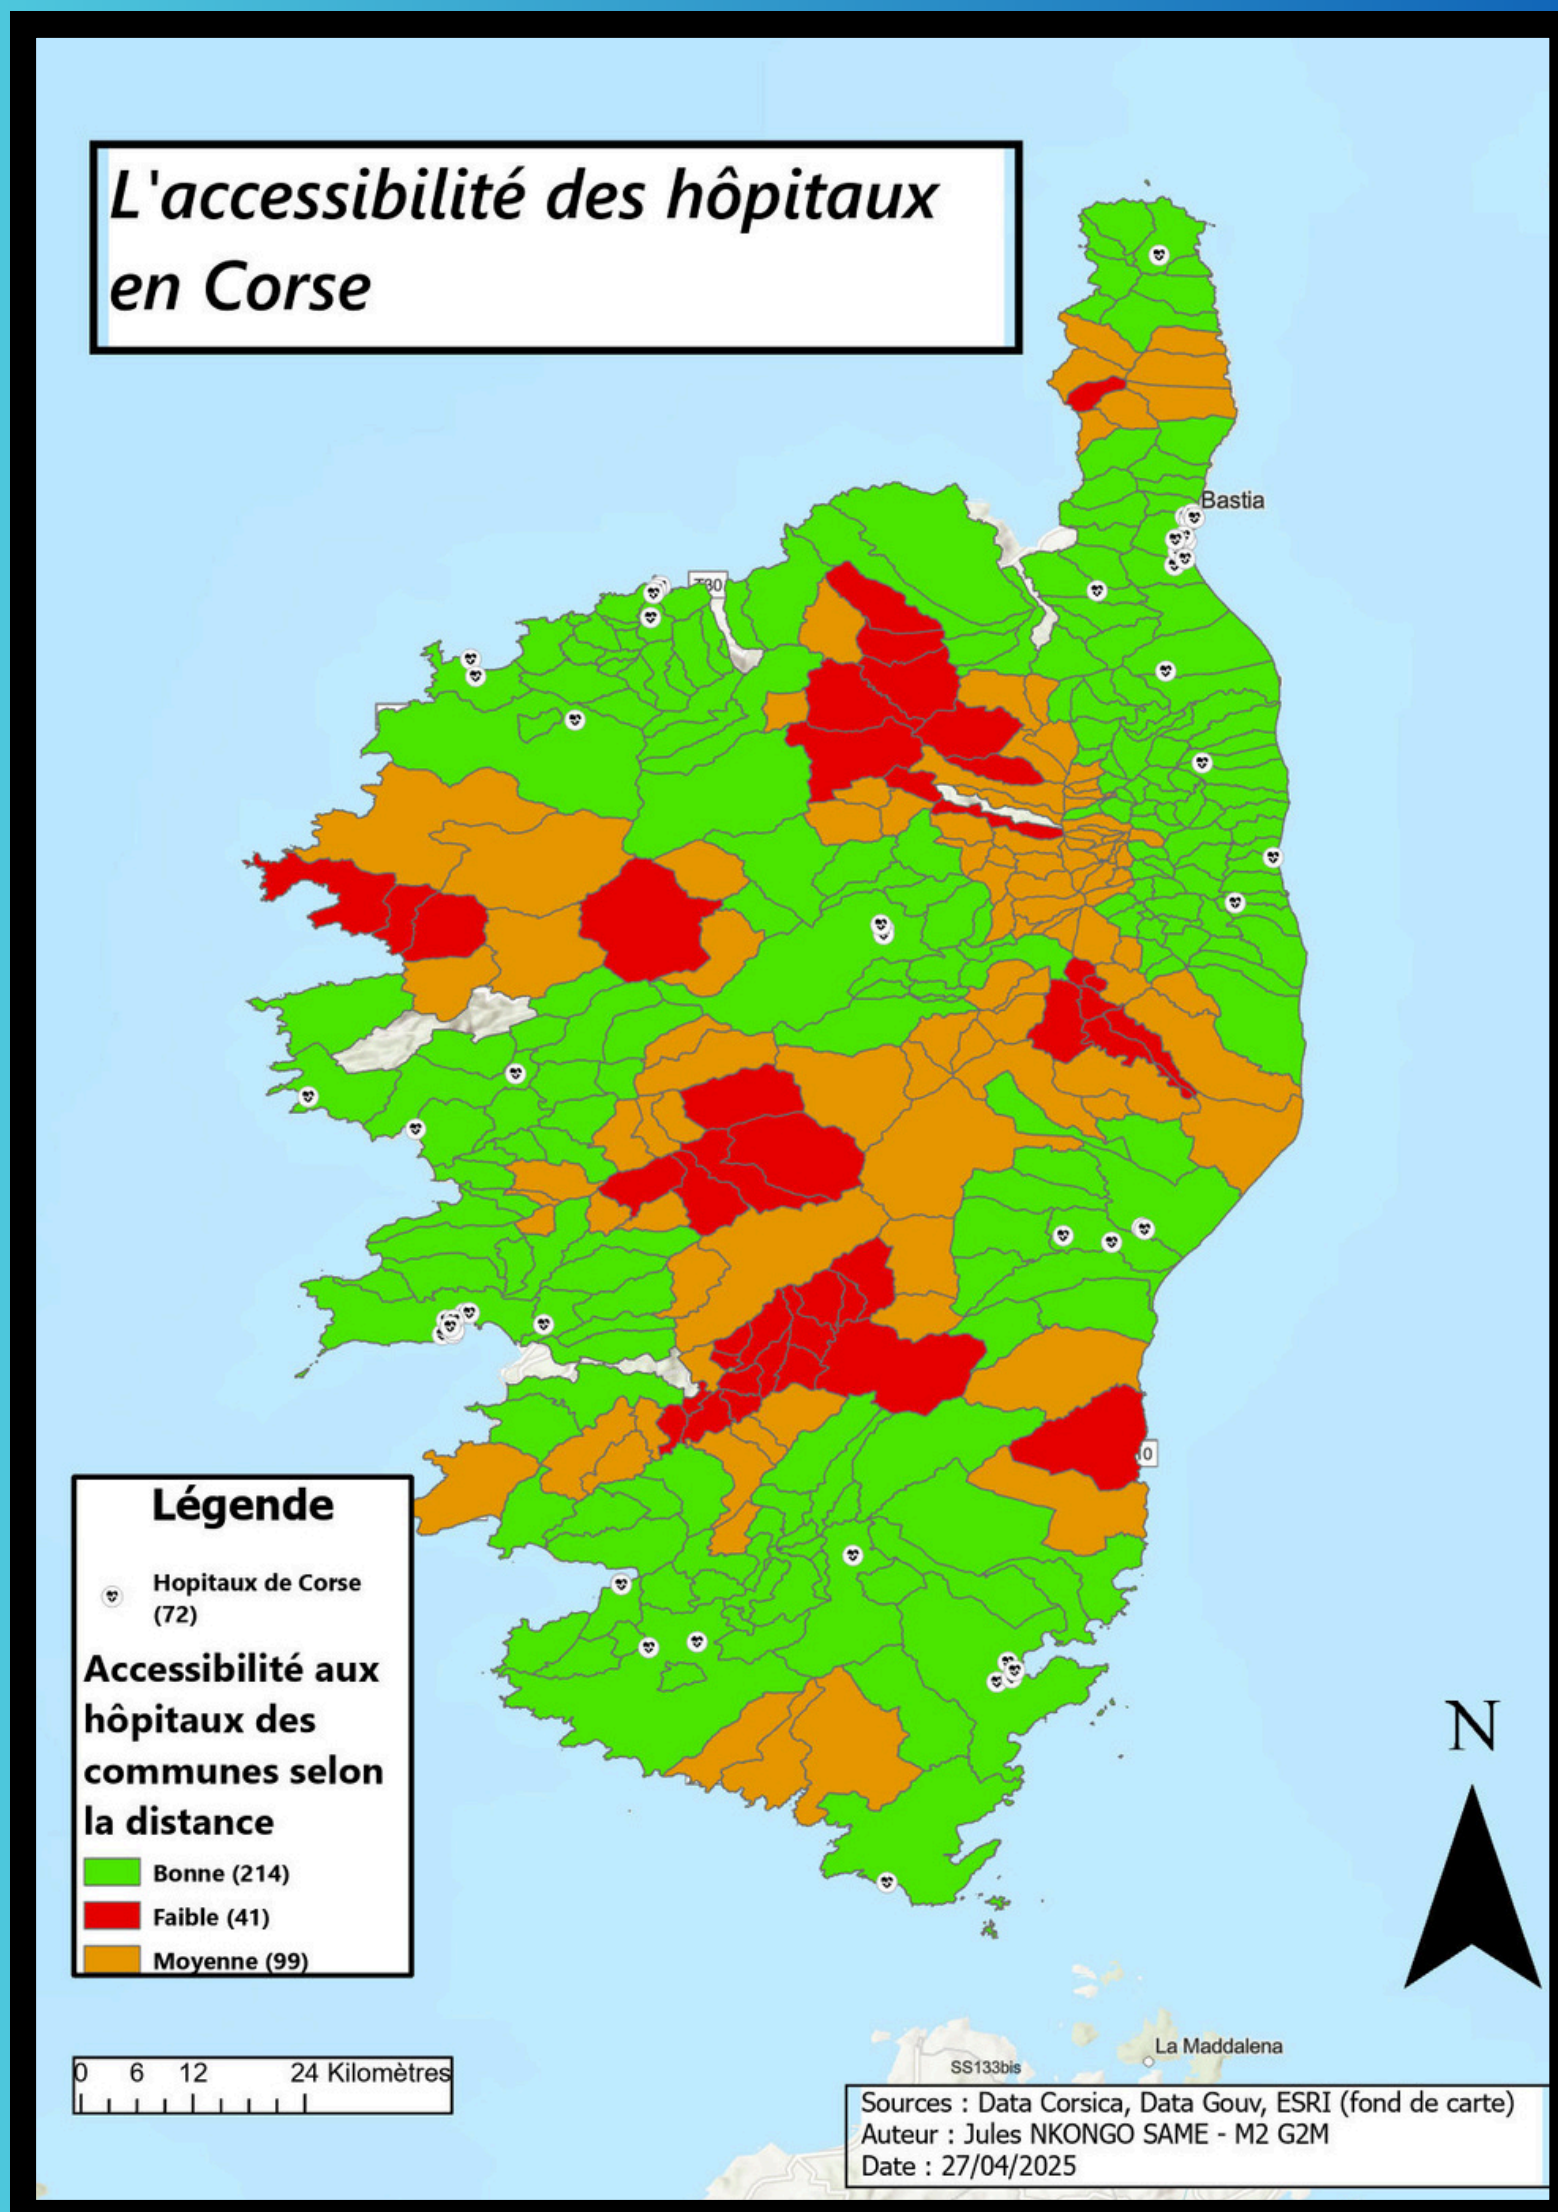 L'accessibilité des hôpitaux
en Corse
Bastia
T30
0
Légende
Hopitaux de Corse
(72)
Accessibilité aux
hôpitaux des
communes selon
la distance
Bonne (214)
Faible (41)
Moyenne (99)
N
0 6 12 24 Kilomètres
La Maddalena
SS133bis
Sources : Data Corsica, Data Gouv, ESRI (fond de carte)
Auteur : Jules NKONGO SAME - M2 G2M
Date : 27/04/2025